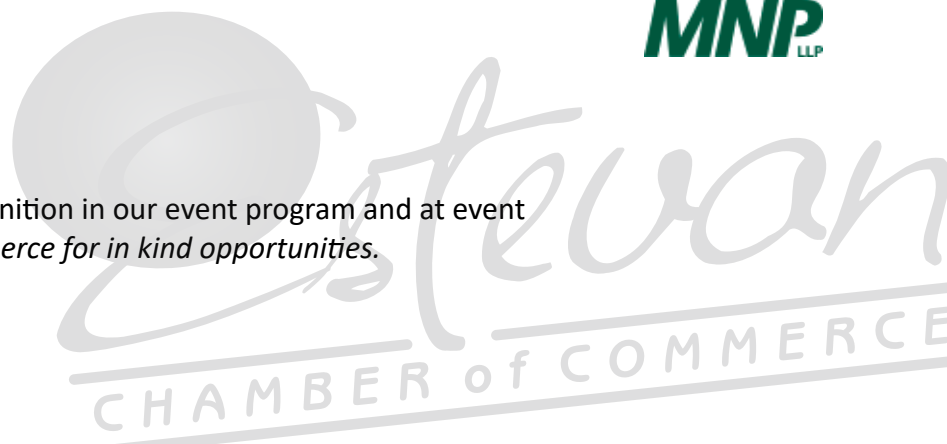 MNP
LLP
nition in our event program and at event
erce for in kind opportunities.
Estevan
CHAMBER of COMMERCE